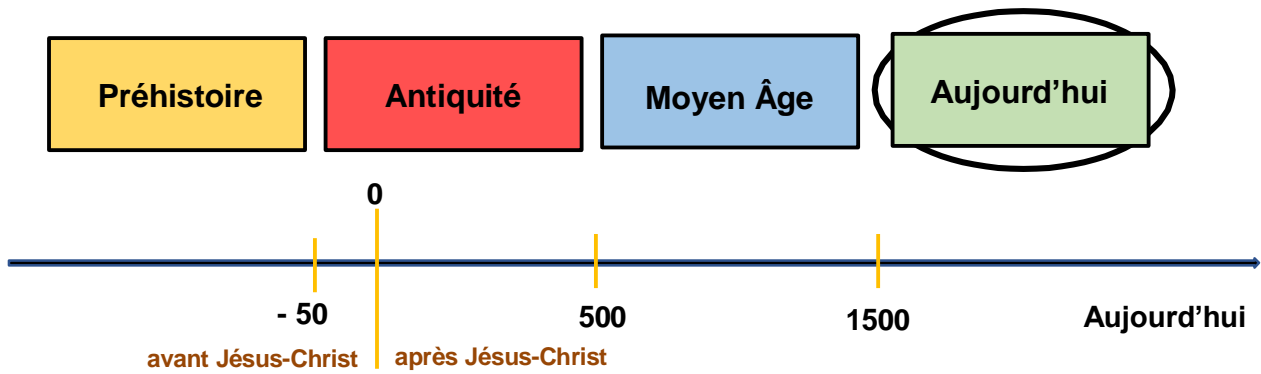 Préhistoire
Antiquité
Moyen Âge
Aujourd’hui
0
- 50
500
1500
Aujourd’hui
avant Jésus-Christ
après Jésus-Christ